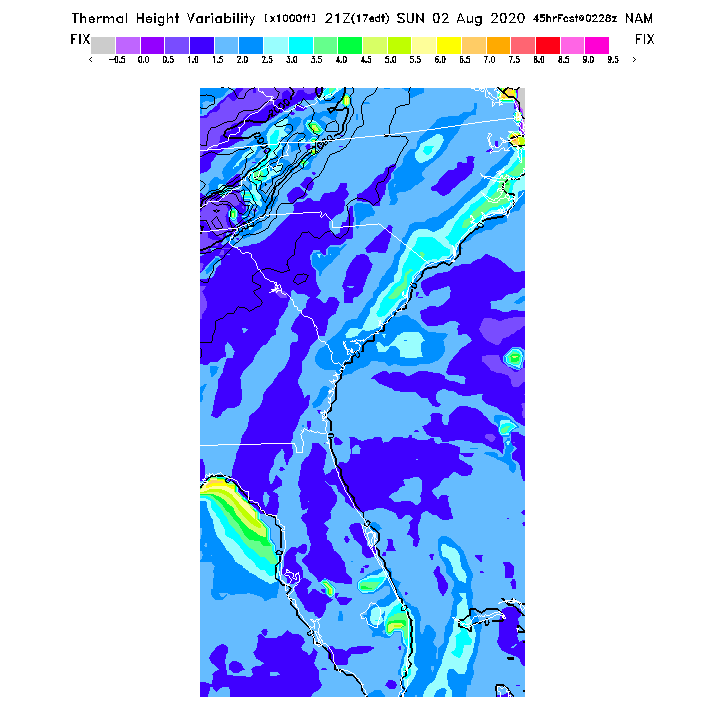 Thermal Height Variability [x1000ft] 21Z(17edt) SUN 02 Aug 2020 45hrFcst@0228z NAM
FIX FIX
< -0.5 0.0 0.5 1.0 1.5 2.0 2.5 3.0 3.5 4.0 4.5 5.0 5.5 6.0 6.5 7.0 7.5 8.0 8.5 9.0 9.5 >